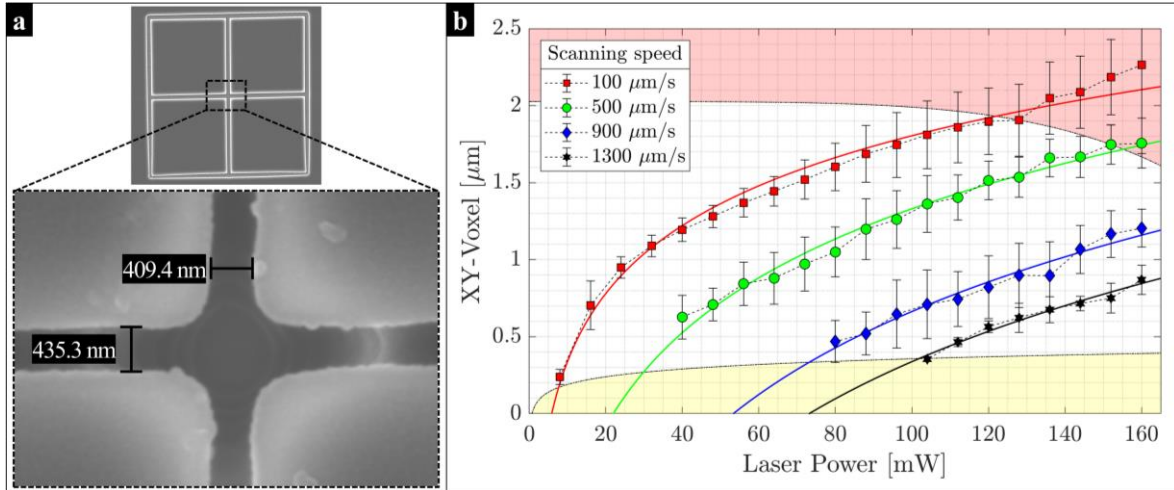 a
409.4 nm
435.3 nm
b
Scanning speed
100 μm/s
500 μm/s
900 μm/s
1300 μm/s
XY-Voxel [μm]
2.5
2
1.5
1
0.5
0
0 20 40 60 80 100 120 140 160
Laser Power [mW]